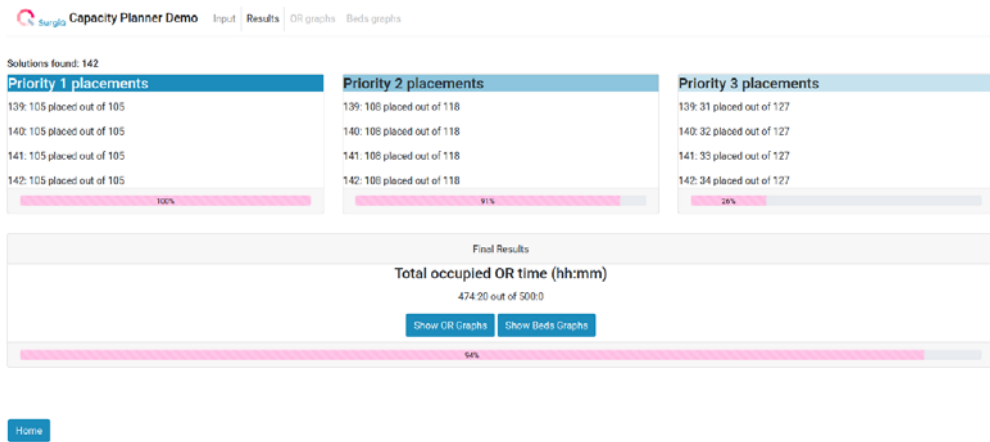 Surgiq Capacity Planner Demo Input Results OR graphs Beds graphs
Solutions found: 142
Priority 1 placements
139: 105 placed out of 105
140: 105 placed out of 105
141: 105 placed out of 105
142: 105 placed out of 105
100%
Priority 2 placements
139: 108 placed out of 118
140: 108 placed out of 118
141: 108 placed out of 118
142: 108 placed out of 118
91%
Priority 3 placements
139: 31 placed out of 127
140: 32 placed out of 127
141: 33 placed out of 127
142: 34 placed out of 127
26%
Final Results
Total occupied OR time (hh:mm)
474:20 out of 500:0
Show OR Graphs Show Beds Graphs
94%
Home